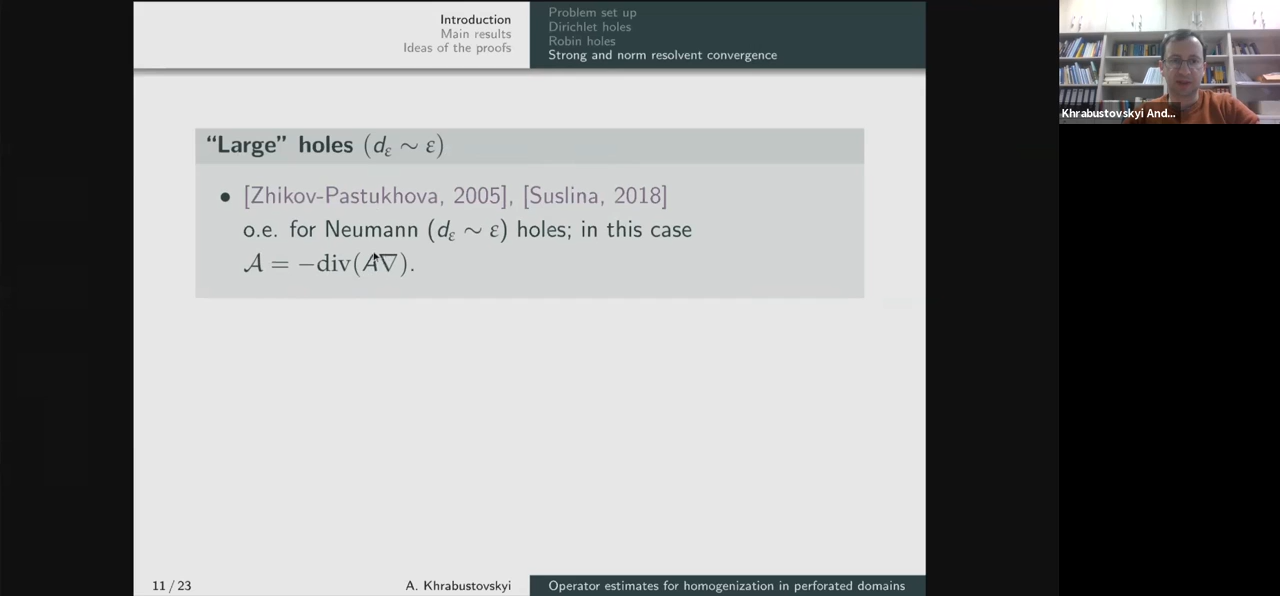 Introduction
Main results
Ideas of the proofs
Problem set up
Dirichlet holes
Robin holes
Strong and norm resolvent convergence
“Large” holes (dε ∼ ε)
• [Zhikov-Pastukhova, 2005], [Suslina, 2018]
o.e. for Neumann (dε ∼ ε) holes; in this case
𝒜 = −div(A∇).
11 / 23
A. Khrabustovskyi
Operator estimates for homogenization in perforated domains
Khrabustovskyi And...